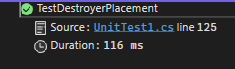 TestDestroyerPlacement
Source: UnitTest1.cs line 125
Duration: 116 ms